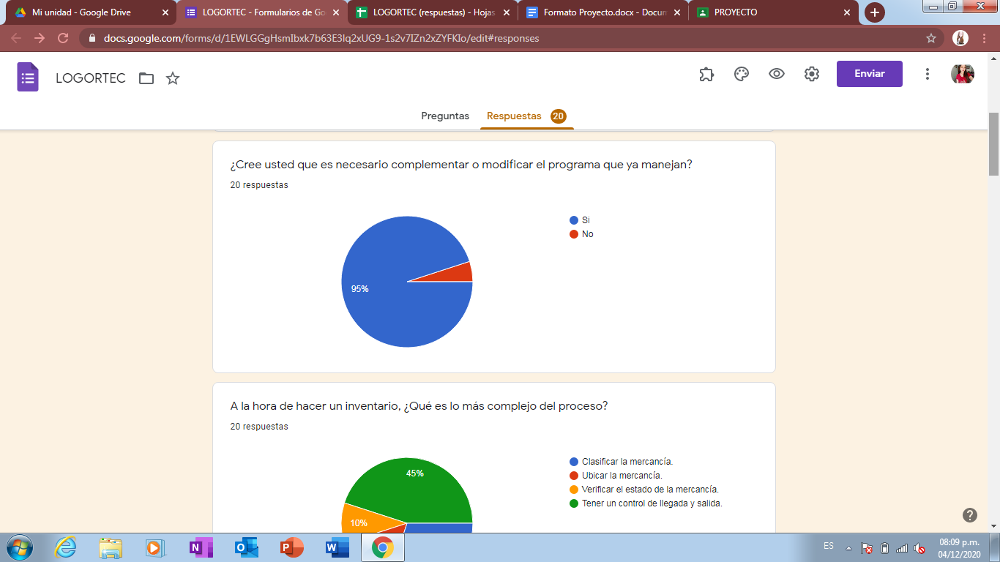 Mi unidad - Google Drive
LOGORTEC - Formularios de Go
LOGORTEC (respuestas) - Hojas
Formato Proyecto.docx - Docun
PROYECTO
docs.google.com/forms/d/1EWLGGgHsmIbxk7b63E3lq2xUG9-1s2v7IZn2xZYFKIo/edit#responses
LOGORTEC
Enviar
Preguntas
Respuestas 20
¿Cree usted que es necesario complementar o modificar el programa que ya manejan?
20 respuestas
Si
No
95%
A la hora de hacer un inventario, ¿Qué es lo más complejo del proceso?
20 respuestas
Clasificar la mercancía.
Ubicar la mercancía.
Verificar el estado de la mercancía.
Tener un control de llegada y salida.
45%
10%
ES
08:09 p.m.
04/12/2020